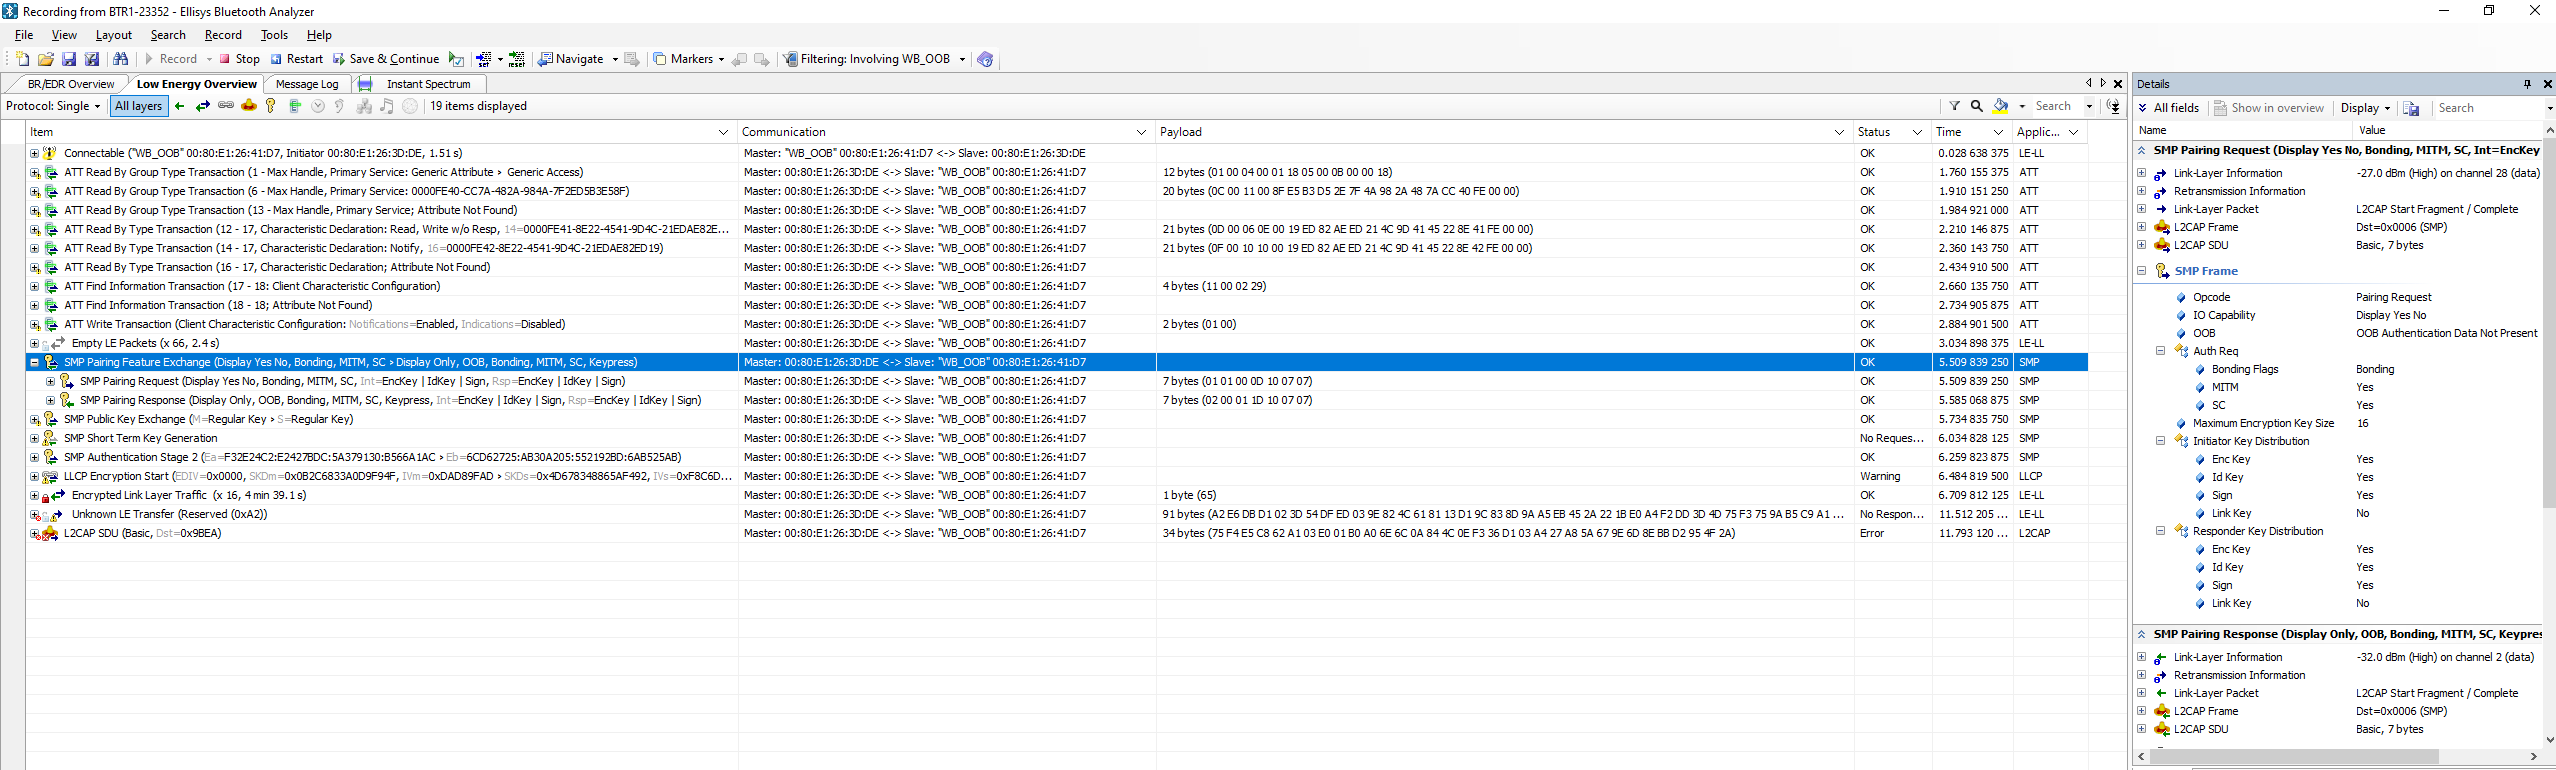 Recording from BTR1-23352 - Ellisys Bluetooth Analyzer
File View Layout Search Record Tools Help
Record Stop Restart Save & Continue Navigate Markers Filtering: Involving WB_OOB
BR/EDR Overview Low Energy Overview Message Log Instant Spectrum
Protocol: Single All layers 19 items displayed Search
Item Communication Payload Status Time Applic...
Connectable ("WB_OOB" 00:80:E1:26:41:D7, Initiator 00:80:E1:26:3D:DE, 1.51 s) Master: "WB_OOB" 00:80:E1:26:41:D7 <-> Slave: 00:80:E1:26:3D:DE OK 0.028 638 375 LE-LL
ATT Read By Group Type Transaction (1 - Max Handle, Primary Service: Generic Attribute > Generic Access) Master: 00:80:E1:26:3D:DE <-> Slave: "WB_OOB" 00:80:E1:26:41:D7 12 bytes (01 00 04 00 01 18 05 00 0B 00 00 18) OK 1.760 155 375 ATT
ATT Read By Group Type Transaction (6 - Max Handle, Primary Service: 0000FE40-CC7A-482A-984A-7F2ED5B3E58F) Master: 00:80:E1:26:3D:DE <-> Slave: "WB_OOB" 00:80:E1:26:41:D7 20 bytes (0C 00 11 00 8F E5 B3 D5 2E 7F 4A 98 2A 48 7A CC 40 FE 00 00) OK 1.910 151 250 ATT
ATT Read By Group Type Transaction (13 - Max Handle, Primary Service; Attribute Not Found) Master: 00:80:E1:26:3D:DE <-> Slave: "WB_OOB" 00:80:E1:26:41:D7 OK 1.984 921 000 ATT
ATT Read By Type Transaction (12 - 17, Characteristic Declaration: Read, Write w/o Resp, 14=0000FE41-8E22-4541-9D4C-21EDAE82E... Master: 00:80:E1:26:3D:DE <-> Slave: "WB_OOB" 00:80:E1:26:41:D7 21 bytes (0D 00 06 0E 00 19 ED 82 AE ED 21 4C 9D 41 45 22 8E 41 FE 00 00) OK 2.210 146 875 ATT
ATT Read By Type Transaction (14 - 17, Characteristic Declaration: Notify, 16=0000FE42-8E22-4541-9D4C-21EDAE82ED19) Master: 00:80:E1:26:3D:DE <-> Slave: "WB_OOB" 00:80:E1:26:41:D7 21 bytes (0F 00 10 10 00 19 ED 82 AE ED 21 4C 9D 41 45 22 8E 42 FE 00 00) OK 2.360 143 750 ATT
ATT Read By Type Transaction (16 - 17, Characteristic Declaration; Attribute Not Found) Master: 00:80:E1:26:3D:DE <-> Slave: "WB_OOB" 00:80:E1:26:41:D7 OK 2.434 910 500 ATT
ATT Find Information Transaction (17 - 18: Client Characteristic Configuration) Master: 00:80:E1:26:3D:DE <-> Slave: "WB_OOB" 00:80:E1:26:41:D7 4 bytes (11 00 02 29) OK 2.660 135 750 ATT
ATT Find Information Transaction (18 - 18; Attribute Not Found) Master: 00:80:E1:26:3D:DE <-> Slave: "WB_OOB" 00:80:E1:26:41:D7 OK 2.734 905 875 ATT
ATT Write Transaction (Client Characteristic Configuration: Notifications=Enabled, Indications=Disabled) Master: 00:80:E1:26:3D:DE <-> Slave: "WB_OOB" 00:80:E1:26:41:D7 2 bytes (01 00) OK 2.884 901 500 ATT
Empty LE Packets (x 66, 2.4 s) Master: 00:80:E1:26:3D:DE <-> Slave: "WB_OOB" 00:80:E1:26:41:D7 OK 3.034 898 375 LE-LL
SMP Pairing Feature Exchange (Display Yes No, Bonding, MITM, SC > Display Only, OOB, Bonding, MITM, SC, Keypress) Master: 00:80:E1:26:3D:DE <-> Slave: "WB_OOB" 00:80:E1:26:41:D7 OK 5.509 839 250 SMP
SMP Pairing Request (Display Yes No, Bonding, MITM, SC, Int=EncKey | IdKey | Sign, Rsp=EncKey | IdKey | Sign) Master: 00:80:E1:26:3D:DE <-> Slave: "WB_OOB" 00:80:E1:26:41:D7 7 bytes (01 01 00 0D 10 07 07) OK 5.509 839 250 SMP
SMP Pairing Response (Display Only, OOB, Bonding, MITM, SC, Keypress, Int=EncKey | IdKey | Sign, Rsp=EncKey | IdKey | Sign) Master: 00:80:E1:26:3D:DE <-> Slave: "WB_OOB" 00:80:E1:26:41:D7 7 bytes (02 00 01 1D 10 07 07) OK 5.585 068 875 SMP
SMP Public Key Exchange (M=Regular Key > S=Regular Key) Master: 00:80:E1:26:3D:DE <-> Slave: "WB_OOB" 00:80:E1:26:41:D7 OK 5.734 835 750 SMP
SMP Short Term Key Generation Master: 00:80:E1:26:3D:DE <-> Slave: "WB_OOB" 00:80:E1:26:41:D7 No Reques... 6.034 828 125 SMP
SMP Authentication Stage 2 (Ea=F32E24C2:E2427BDC:5A379130:B566A1AC > Eb=6CD62725:AB30A205:552192BD:6AB525AB) Master: 00:80:E1:26:3D:DE <-> Slave: "WB_OOB" 00:80:E1:26:41:D7 OK 6.259 823 875 SMP
LLCP Encryption Start (EDIV=0x0000, SKDm=0x0B2C6833A0D9F94F, IVm=0xDAD89FAD > SKDs=0x4D678348865AF492, IVs=0xF8C6D... Master: 00:80:E1:26:3D:DE <-> Slave: "WB_OOB" 00:80:E1:26:41:D7 Warning 6.484 819 500 LLCP
Encrypted Link Layer Traffic (x 16, 4 min 39.1 s) Master: 00:80:E1:26:3D:DE <-> Slave: "WB_OOB" 00:80:E1:26:41:D7 1 byte (65) OK 6.709 812 125 LE-LL
Unknown LE Transfer (Reserved (0xA2)) Master: 00:80:E1:26:3D:DE <-> Slave: "WB_OOB" 00:80:E1:26:41:D7 91 bytes (A2 E6 DB D1 02 3D 54 DF ED 03 9E 82 4C 61 81 13 D1 9C 83 8D 9A A5 EB 45 2A 22 1B E0 A4 F2 DD 3D 4D 75 F3 75 9A B5 C9 A1 ... No Respon... 11.512 205 ... LE-LL
L2CAP SDU (Basic, Dst=0x9BEA) Master: 00:80:E1:26:3D:DE <-> Slave: "WB_OOB" 00:80:E1:26:41:D7 34 bytes (75 F4 E5 C8 62 A1 03 E0 01 B0 A0 6E 6C 0A 84 4C 0E F3 36 D1 03 A4 27 A8 5A 67 9E 6D 8E BB D2 95 4F 2A) Error 11.793 120 ... L2CAP
Details
All fields Show in overview Display Search
Name Value
SMP Pairing Request (Display Yes No, Bonding, MITM, SC, Int=EncKey
Link-Layer Information -27.0 dBm (High) on channel 28 (data)
Retransmission Information
Link-Layer Packet L2CAP Start Fragment / Complete
L2CAP Frame Dst=0x0006 (SMP)
L2CAP SDU Basic, 7 bytes
SMP Frame
Opcode Pairing Request
IO Capability Display Yes No
OOB OOB Authentication Data Not Present
Auth Req
Bonding Flags Bonding
MITM Yes
SC Yes
Maximum Encryption Key Size 16
Initiator Key Distribution
Enc Key Yes
Id Key Yes
Sign Yes
Link Key No
Responder Key Distribution
Enc Key Yes
Id Key Yes
Sign Yes
Link Key No
SMP Pairing Response (Display Only, OOB, Bonding, MITM, SC, Keypres
Link-Layer Information -32.0 dBm (High) on channel 2 (data)
Retransmission Information
Link-Layer Packet L2CAP Start Fragment / Complete
L2CAP Frame Dst=0x0006 (SMP)
L2CAP SDU Basic, 7 bytes